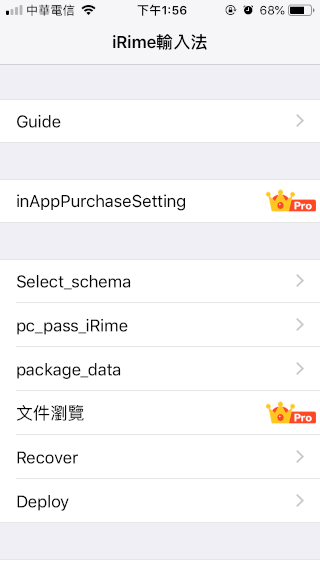 中華電信 下午1:56 68%
iRime輸入法
Guide
inAppPurchaseSetting Pro
Select_schema
pc_pass_iRime
package_data
文件瀏覽 Pro
Recover
Deploy